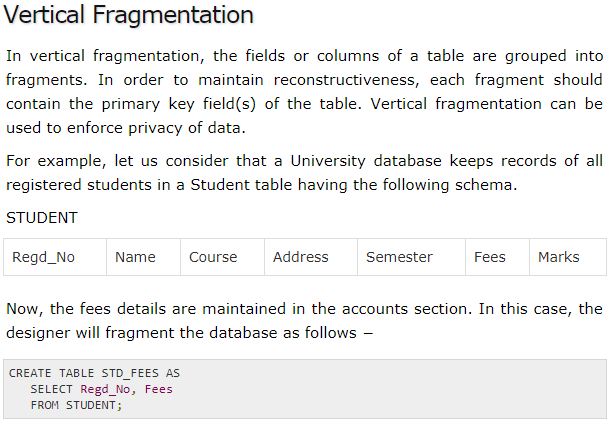 Vertical Fragmentation
In vertical fragmentation, the fields or columns of a table are grouped into
fragments. In order to maintain reconstructiveness, each fragment should
contain the primary key field(s) of the table. Vertical fragmentation can be
used to enforce privacy of data.
For example, let us consider that a University database keeps records of all
registered students in a Student table having the following schema.
STUDENT
Regd_No Name Course Address Semester Fees Marks
Now, the fees details are maintained in the accounts section. In this case, the
designer will fragment the database as follows −
CREATE TABLE STD_FEES AS
SELECT Regd_No, Fees
FROM STUDENT;